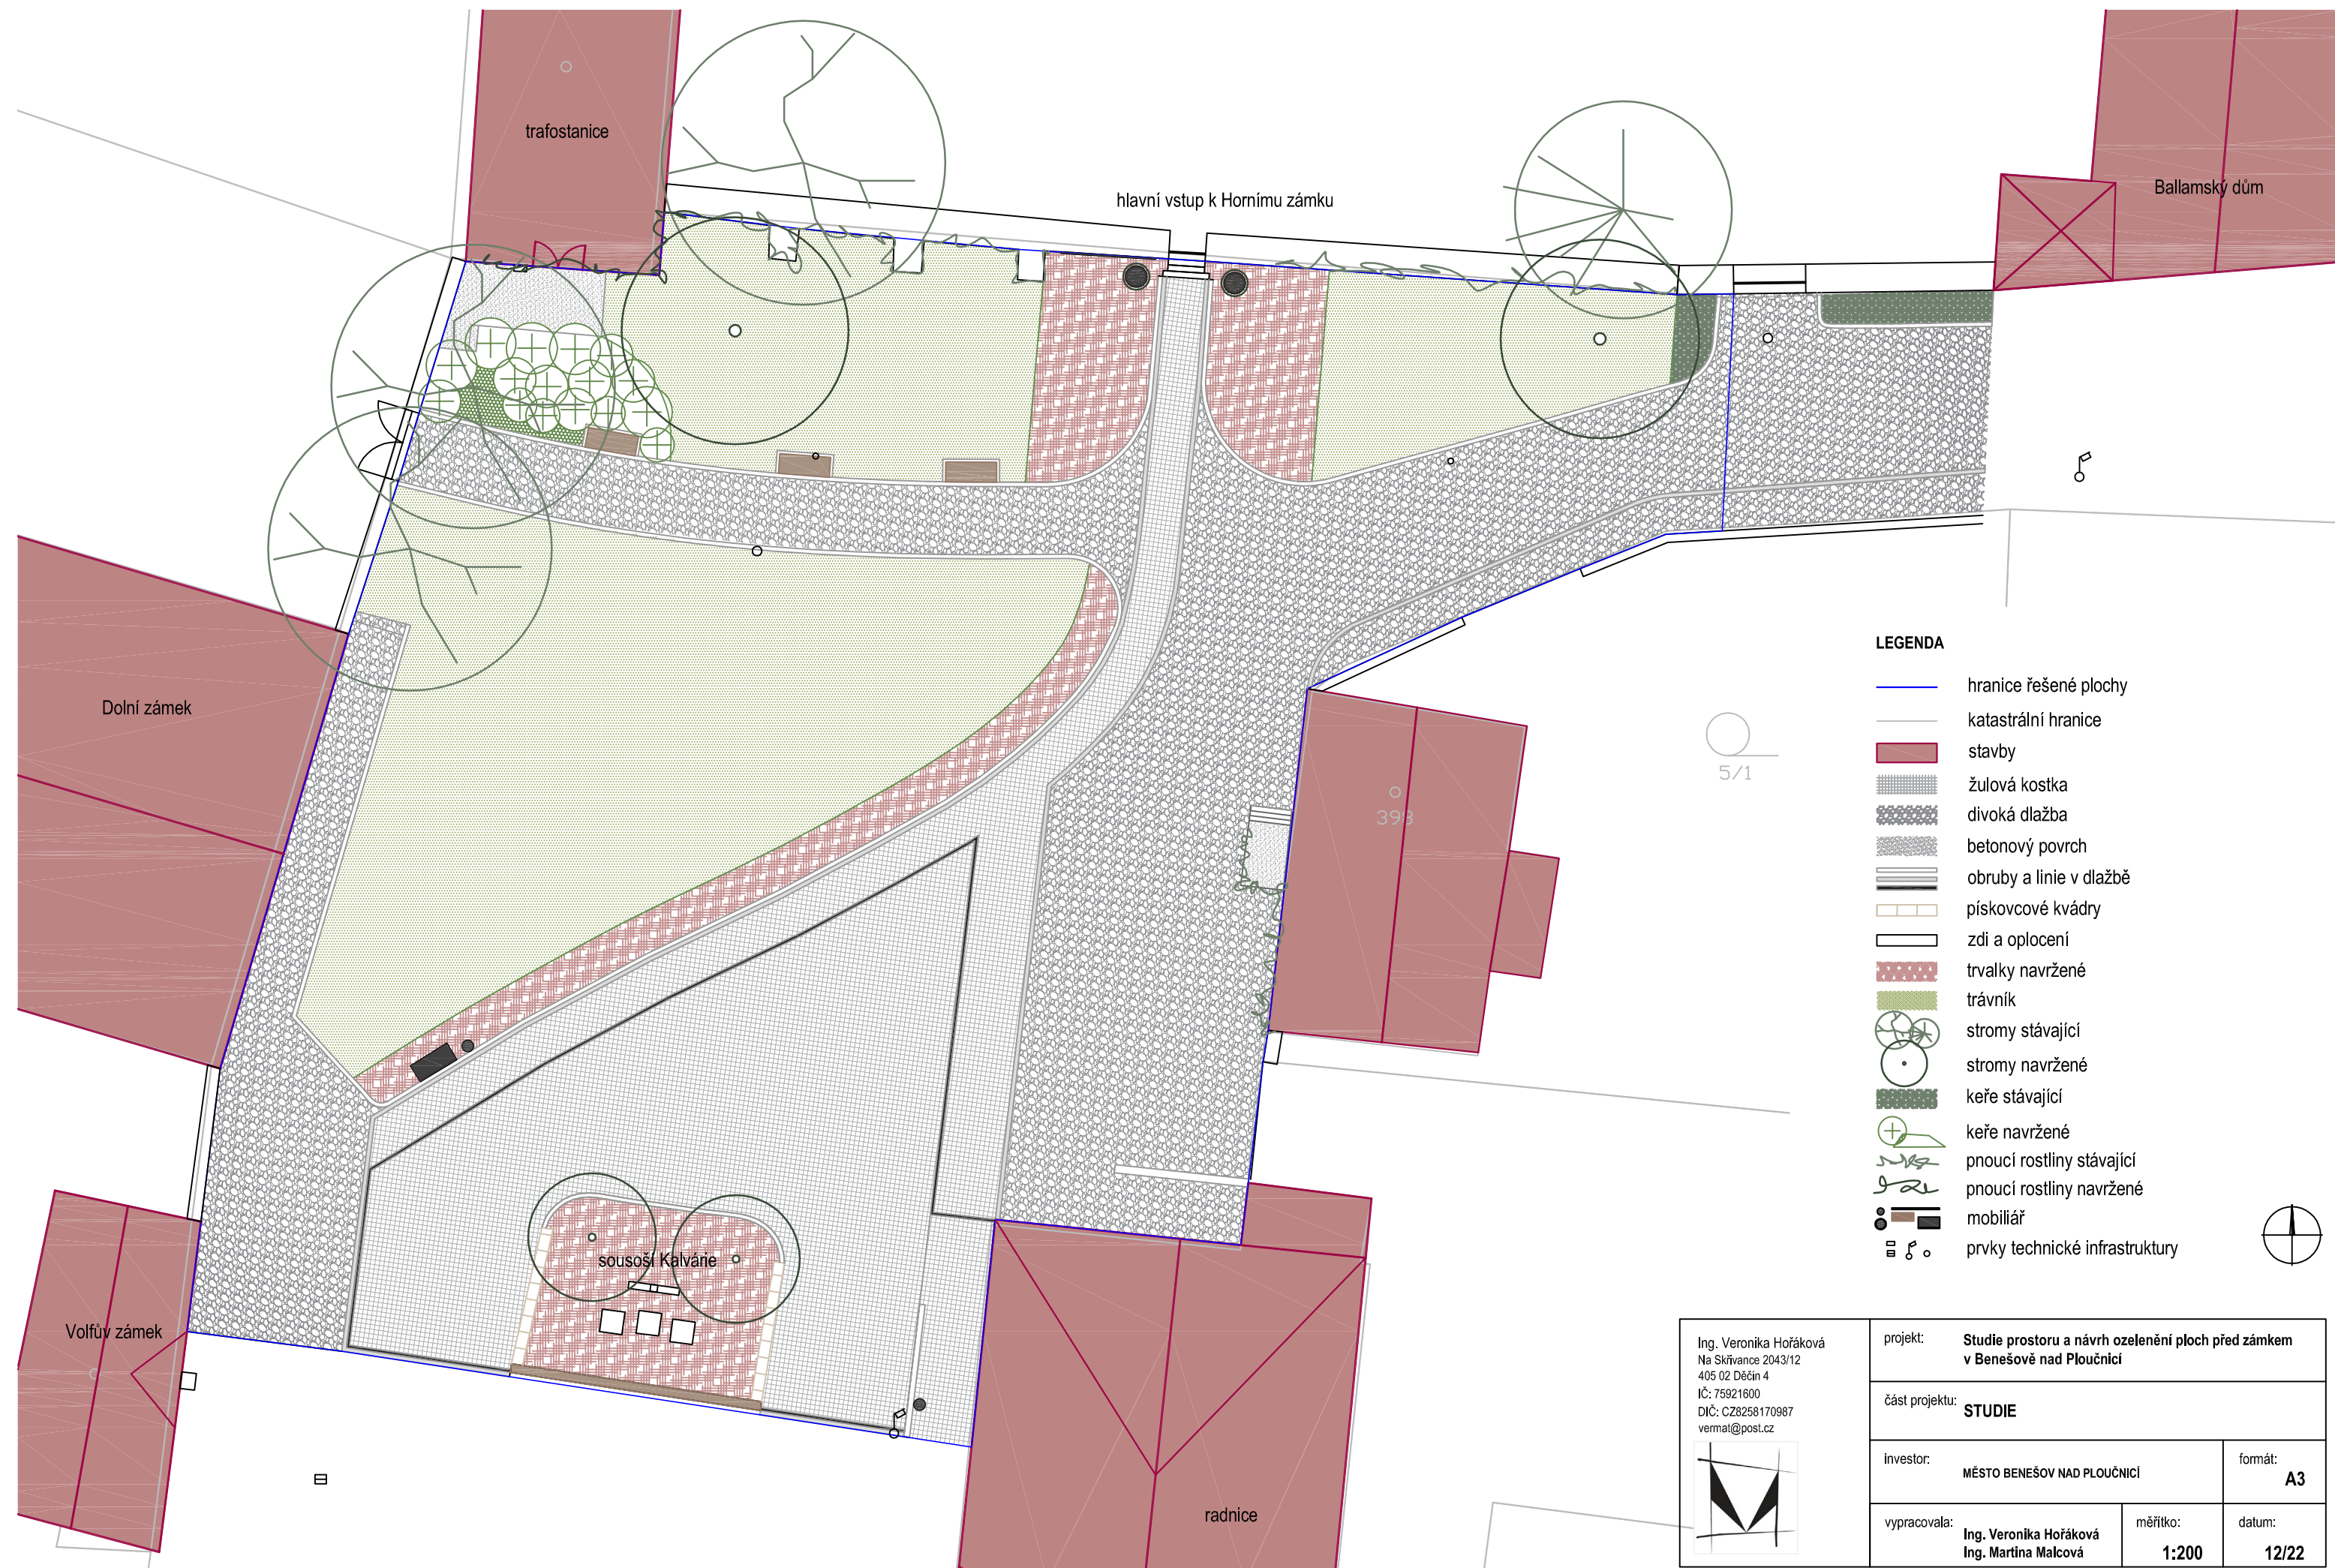 trafostanice
hlavní vstup k Hornímu zámku
Ballamský dům
Dolní zámek
5/1
398
sousoší Kalvárie
Volfův zámek
radnice
LEGENDA
hranice řešené plochy
katastrální hranice
stavby
žulová kostka
divoká dlažba
betonový povrch
obruby a linie v dlažbě
pískovcové kvádry
zdi a oplocení
trvalky navržené
trávník
stromy stávající
stromy navržené
keře stávající
keře navržené
pnoucí rostliny stávající
pnoucí rostliny navržené
mobiliář
prvky technické infrastruktury
Ing. Veronika Hořáková
Na Skřivance 2043/12
405 02 Děčín 4
IČ: 75921600
DIČ: CZ8258170987
vermat@post.cz
projekt: Studie prostoru a návrh ozelenění ploch před zámkem
v Benešově nad Ploučnicí
část projektu: STUDIE
investor: MĚSTO BENEŠOV NAD PLOUČNICÍ
formát: A3
vypracovala: Ing. Veronika Hořáková
Ing. Martina Malcová
měřítko: 1:200
datum: 12/22